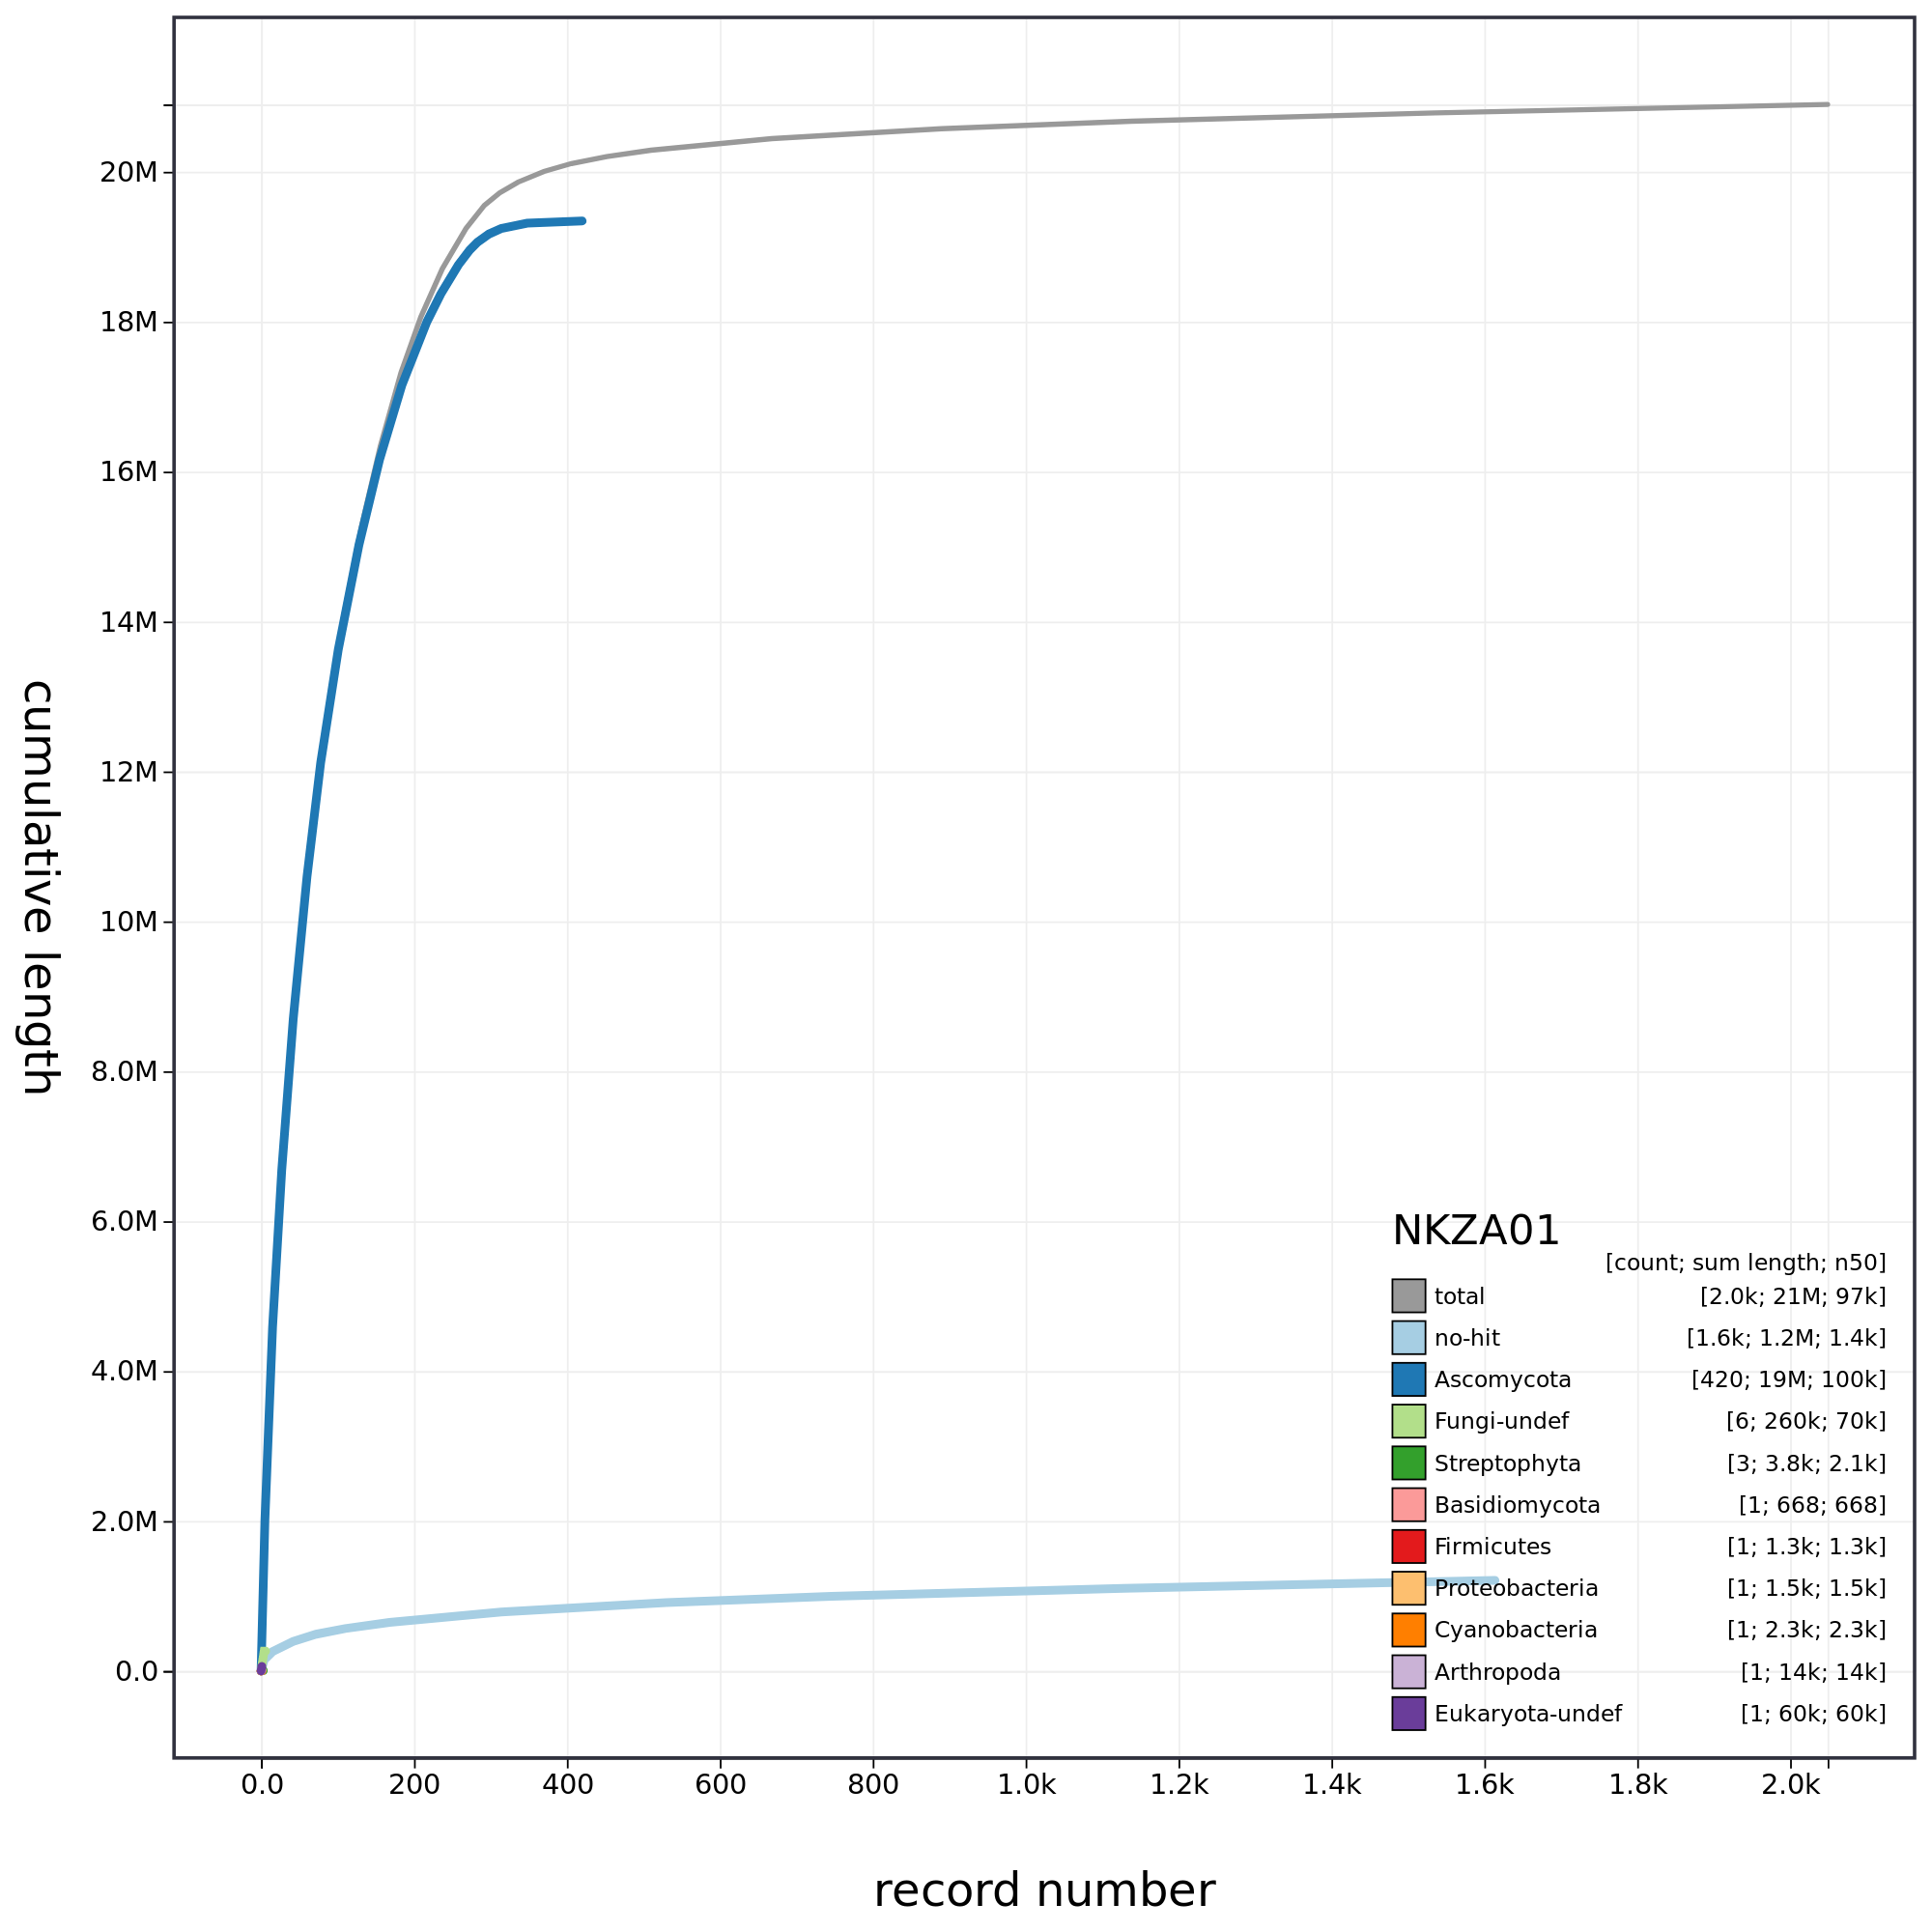 20M
18M
16M
14M
12M
10M
8.0M
6.0M
4.0M
2.0M
0.0
cumulative length
NKZA01
[count; sum length; n50]
total [2.0k; 21M; 97k]
no-hit [1.6k; 1.2M; 1.4k]
Ascomycota [420; 19M; 100k]
Fungi-undef [6; 260k; 70k]
Streptophyta [3; 3.8k; 2.1k]
Basidiomycota [1; 668; 668]
Firmicutes [1; 1.3k; 1.3k]
Proteobacteria [1; 1.5k; 1.5k]
Cyanobacteria [1; 2.3k; 2.3k]
Arthropoda [1; 14k; 14k]
Eukaryota-undef [1; 60k; 60k]
0.0 200 400 600 800 1.0k 1.2k 1.4k 1.6k 1.8k 2.0k
record number